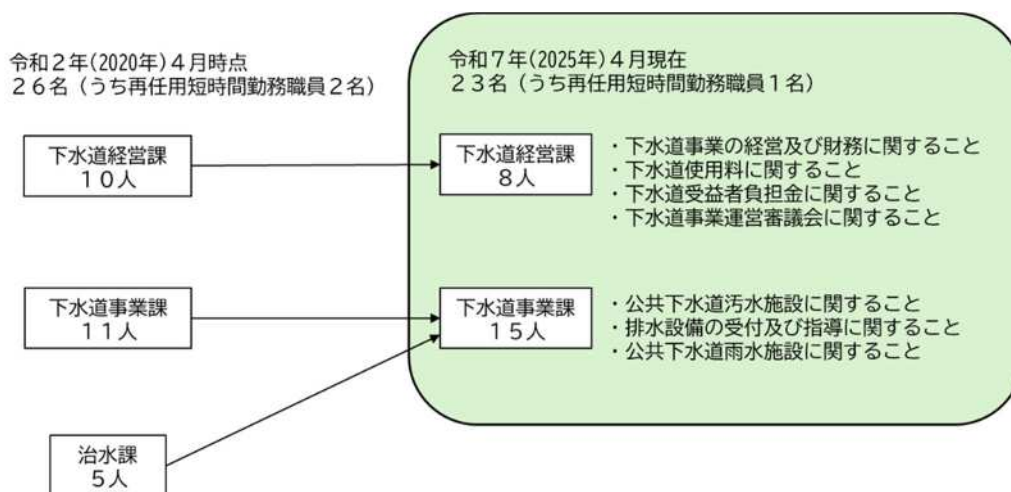 令和２年(2020年)４月時点
２６名（うち再任用短時間勤務職員２名）
下水道経営課
１０人
下水道事業課
１１人
治水課
５人
令和７年(2025年)４月現在
２３名（うち再任用短時間勤務職員１名）
下水道経営課
８人
・下水道事業の経営及び財務に関すること
・下水道使用料に関すること
・下水道受益者負担金に関すること
・下水道事業運営審議会に関すること
下水道事業課
１５人
・公共下水道汚水施設に関すること
・排水設備の受付及び指導に関すること
・公共下水道雨水施設に関すること